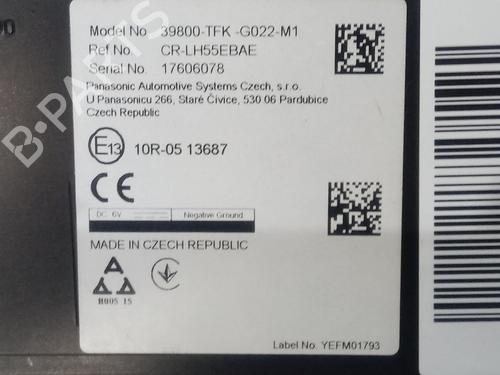 00
Model No. 39800-TFK -G022-M1
Ref No. CR-LH55EBAE
Serial No. 17606078
Panasonic Automotive Systems Czech, s.r.o.
U Panasonicu 266, Staré Čívice, 530 06 Pardubice
Czech Republic
E13 10R-05 13687
CE
DC 6V Negative Ground
MADE IN CZECH REPUBLIC
A
A A
H005 15
Label No. YEFM01793
B-PARTS